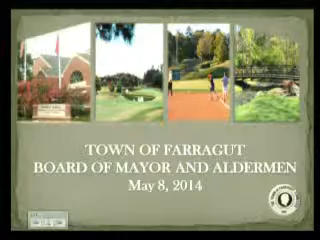 TOWN OF FARRAGUT
BOARD OF MAYOR AND ALDERMEN
May 8, 2014